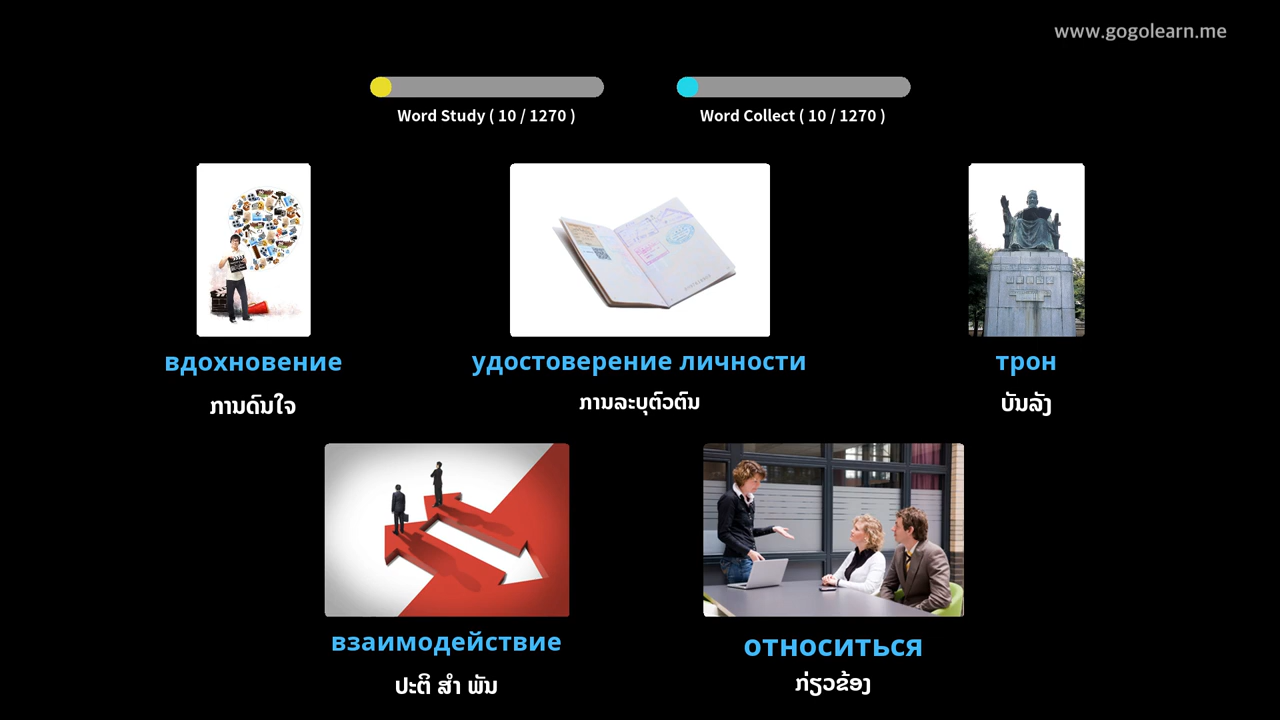 www.gogolearn.me
Word Study ( 10 / 1270 )
Word Collect ( 10 / 1270 )
вдохновение
ການດົນໃຈ
удостоверение личности
ການລະບຸຕົວຕົນ
трон
ບັນລັງ
взаимодействие
ປະຕິ ສຳ ພັນ
относиться
ກ່ຽວຂ້ອງ